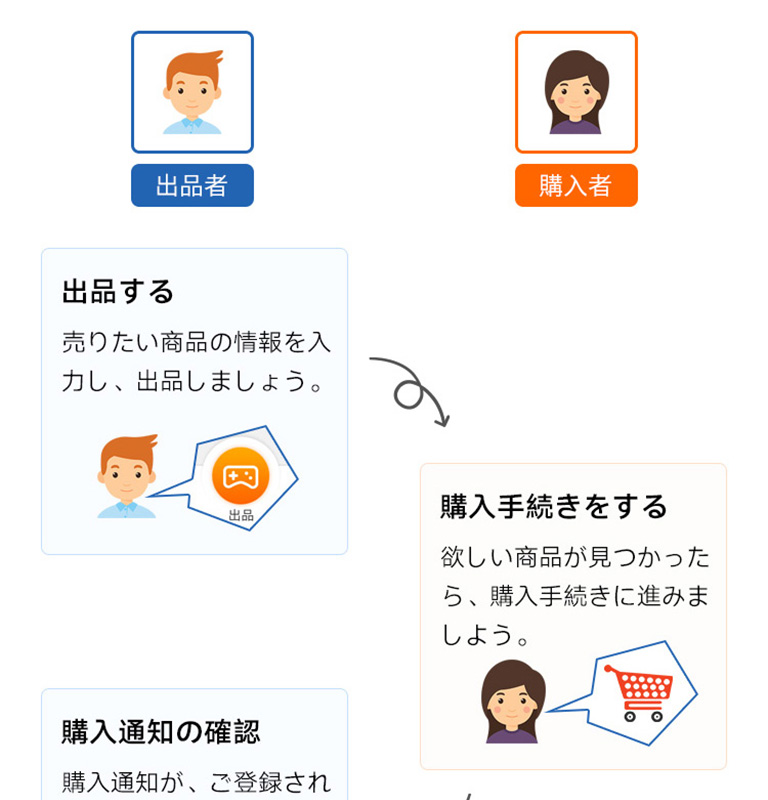 出品者
購入者
出品する
売りたい商品の情報を入
力し、出品しましょう。
出品
購入手続きをする
欲しい商品が見つかった
ら、購入手続きに進みま
しよう。
購入通知の確認
購入通知が、ご登録され